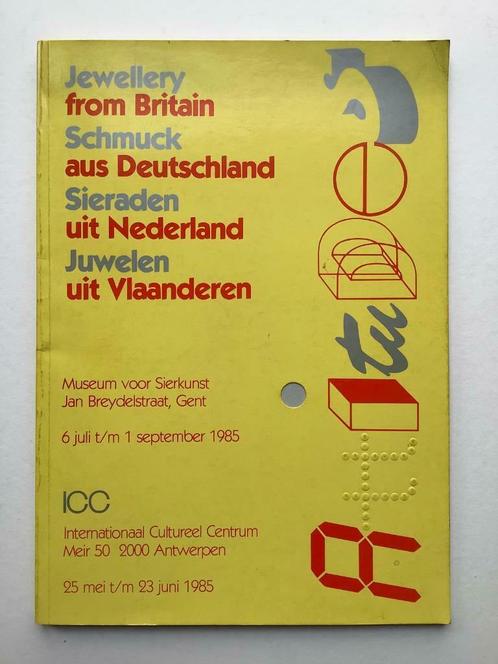 Jewellery
from Britain
Schmuck
aus Deutschland
Sieraden
uit Nederland
Juwelen
uit Vlaanderen
Museum voor Sierkunst
Jan Breydelstraat, Gent
6 juli t/m 1 september 1985
ICC
Internationaal Cultureel Centrum
Meir 50 2000 Antwerpen
25 mei t/m 23 juni 1985
AttituDes